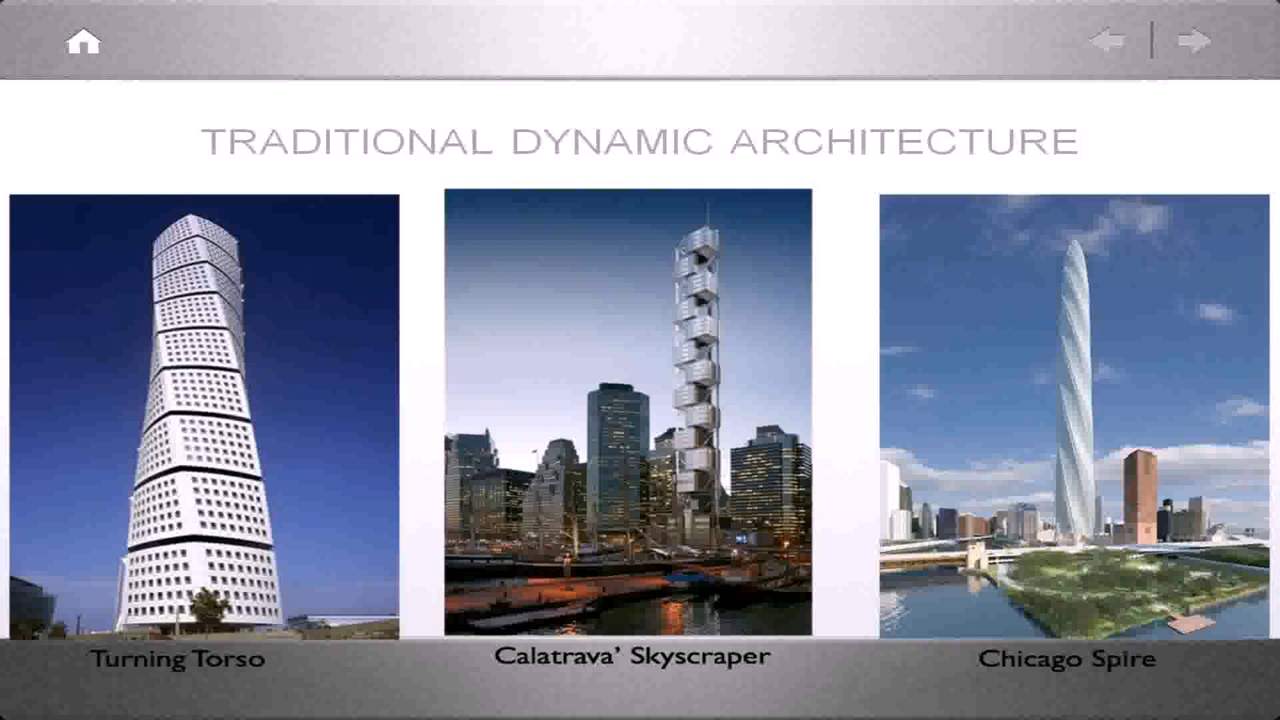 TRADITIONAL DYNAMIC ARCHITECTURE
Turning Torso
Calatrava’ Skyscraper
Chicago Spire